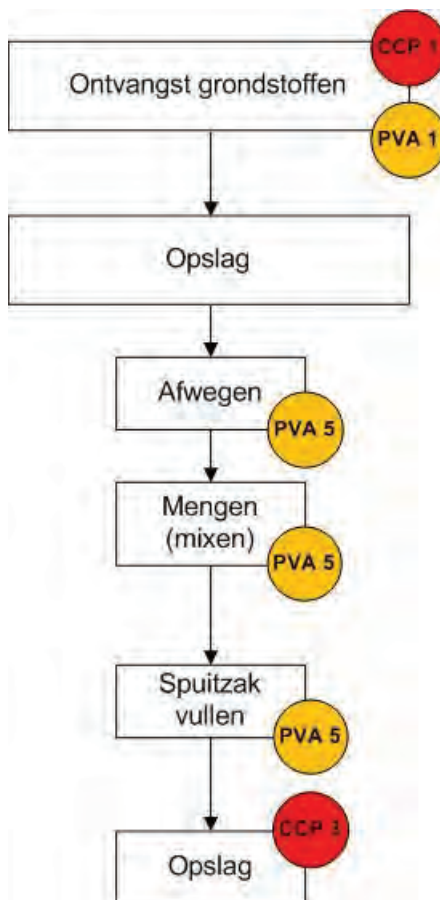 CCP 1
Ontvangst grondstoffen
PVA 1
Opslag
Afwegen
PVA 5
Mengen
(mixen)
PVA 5
Spuitzak
vullen
PVA 5
CCP
Opslag